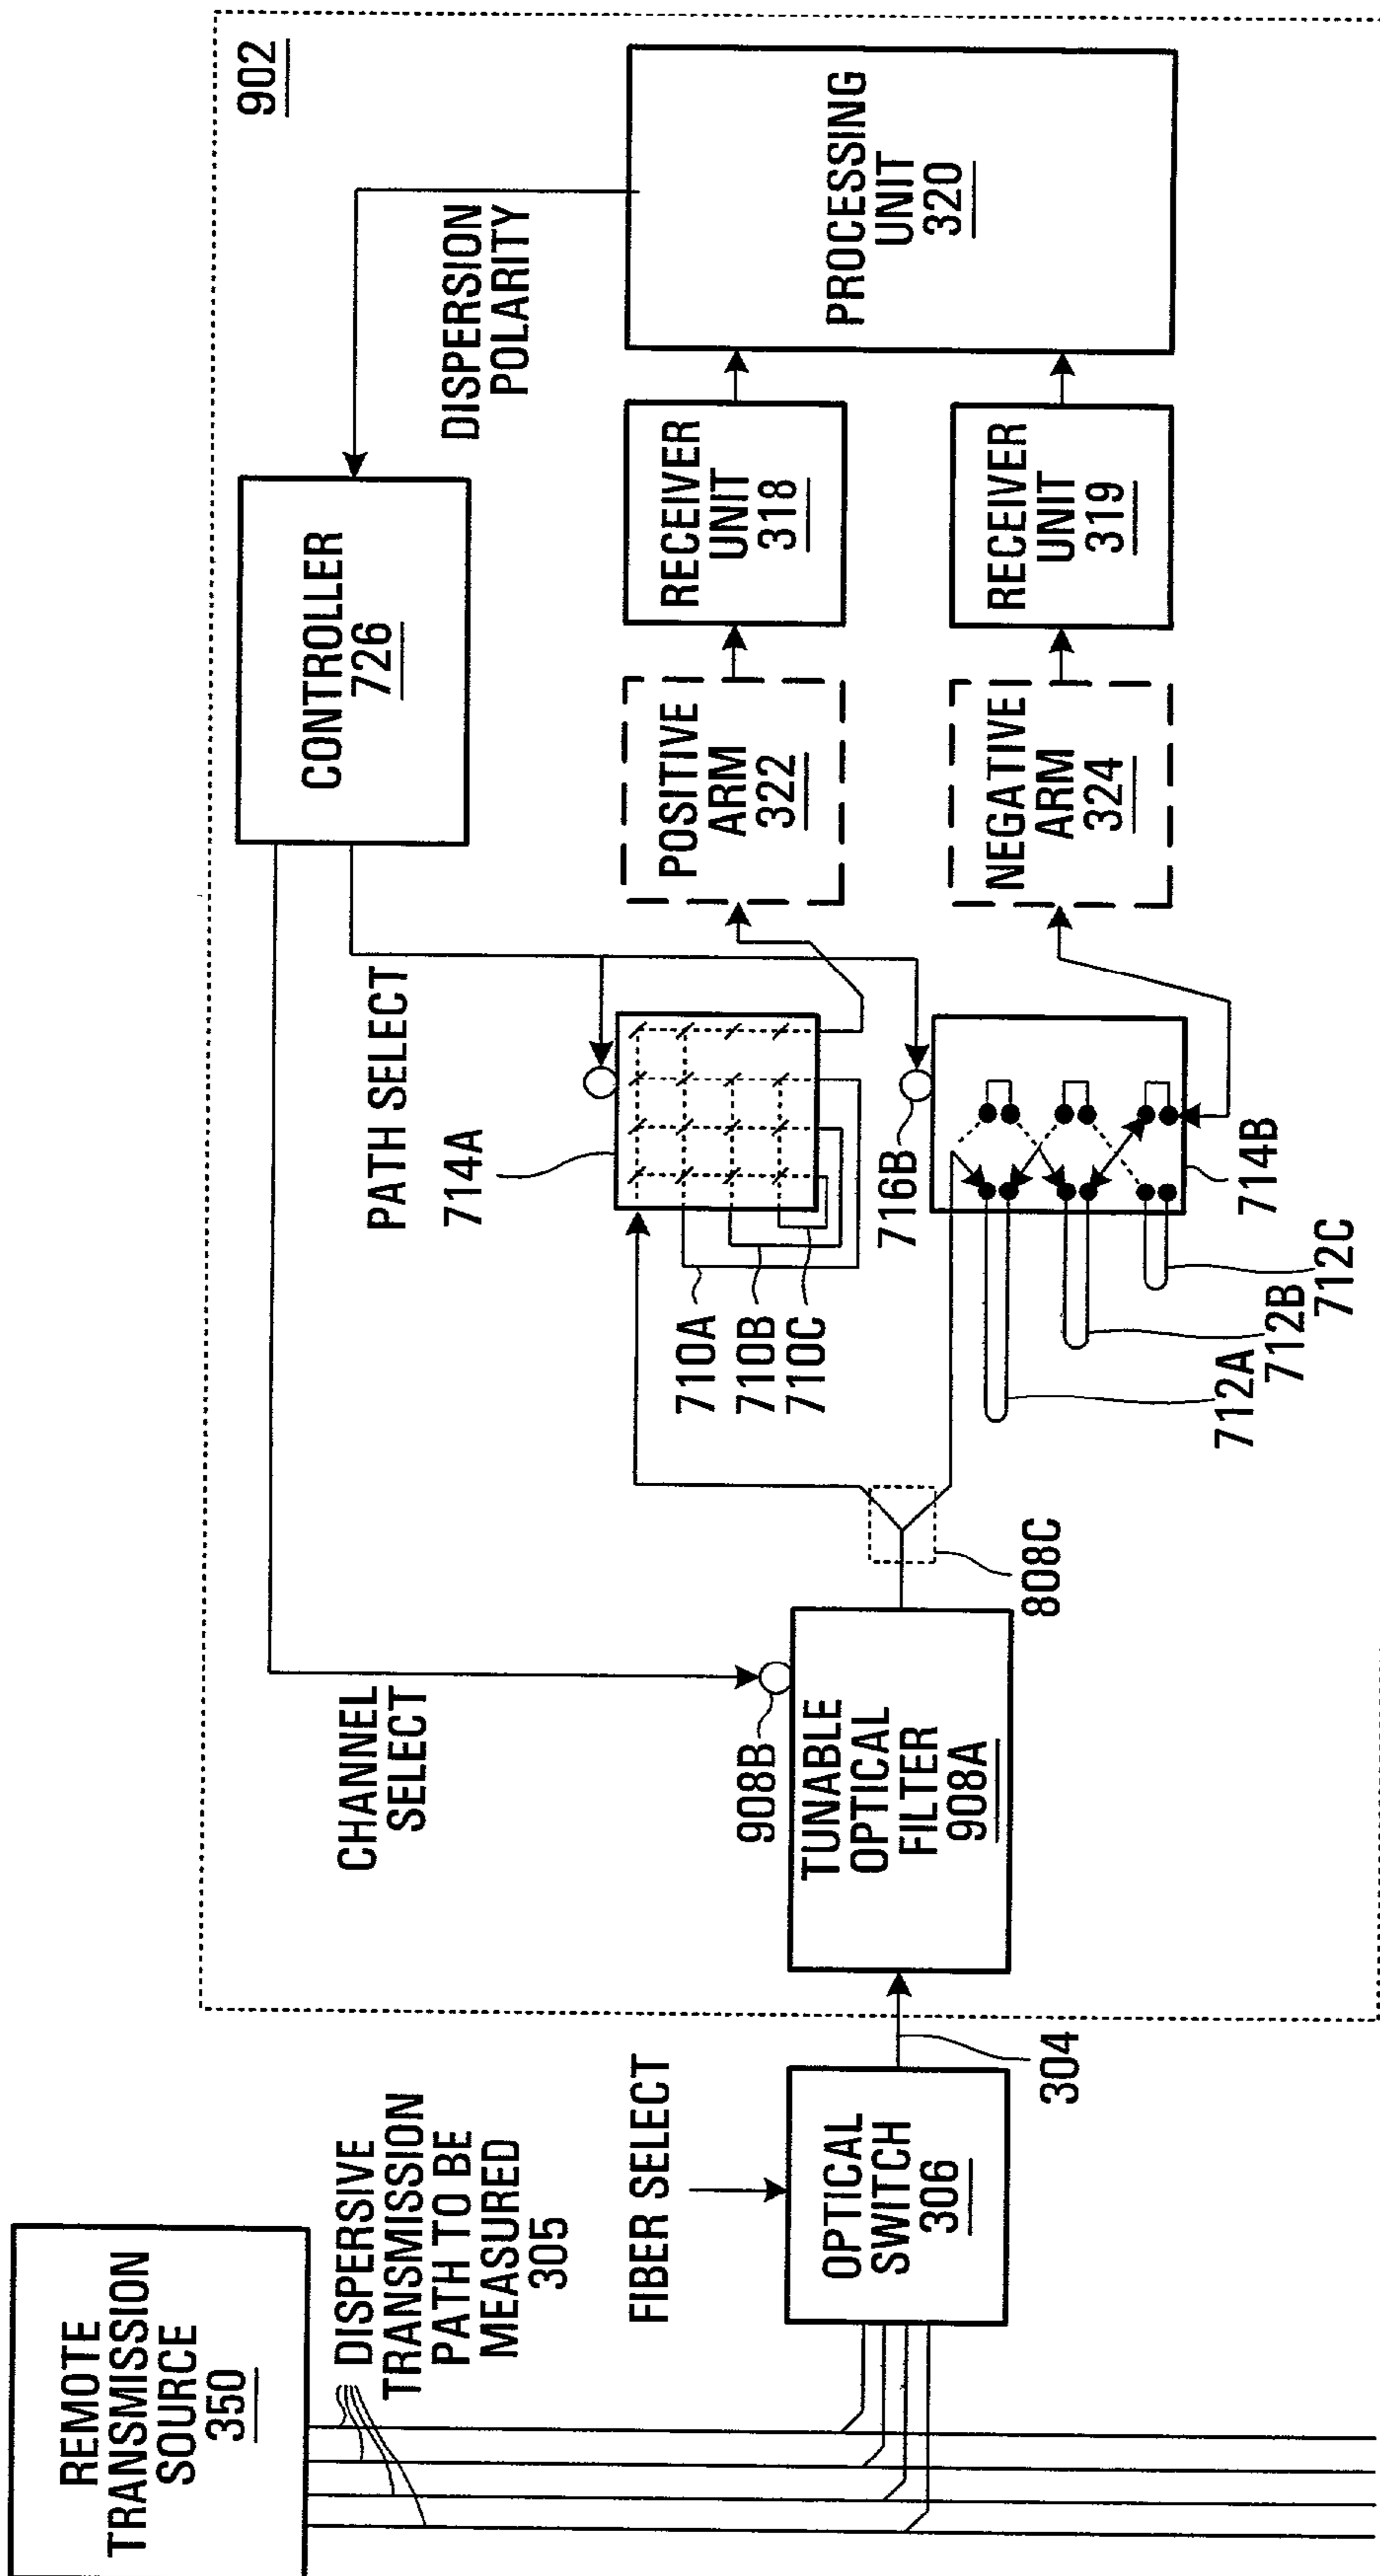 REMOTE
TRANSMISSION
SOURCE
350
DISPERSIVE
TRANSMISSION
PATH TO BE
MEASURED
305
FIBER SELECT
OPTICAL
SWITCH
306
304
902
CHANNEL
SELECT
908B
TUNABLE
OPTICAL
FILTER
908A
808C
PATH SELECT
714A
710A
710B
710C
716B
714B
712A
712B
712C
CONTROLLER
726
DISPERSION
POLARITY
POSITIVE
ARM
322
NEGATIVE
ARM
324
RECEIVER
UNIT
318
RECEIVER
UNIT
319
PROCESSING
UNIT
320